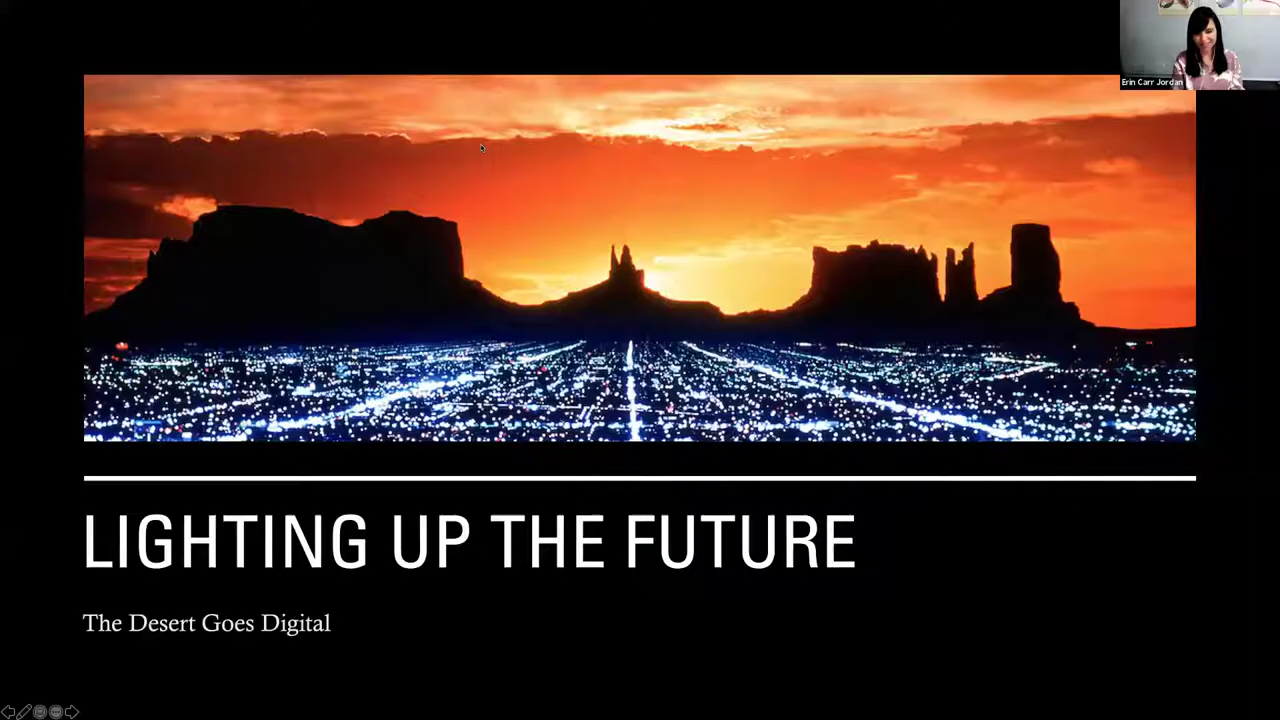 Erin Carr Jordan
LIGHTING UP THE FUTURE
The Desert Goes Digital